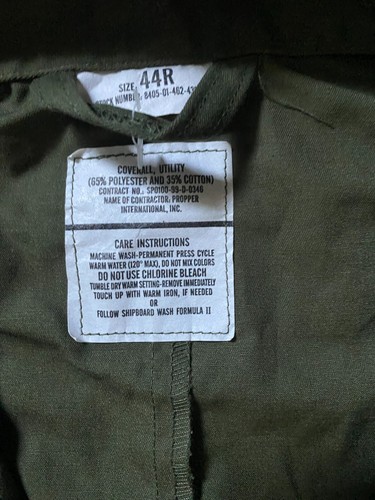 SIZE: 44R
STOCK NUMBER: 8405-01-462-43
COVERALL, UTILITY
(65% POLYESTER AND 35% COTTON)
CONTRACT NO.: SPO100-99-D-0346
NAME OF CONTRACTOR: PROPPER
INTERNATIONAL, INC.
CARE INSTRUCTIONS
MACHINE WASH-PERMANENT PRESS CYCLE
WARM WATER (120° MAX), DO NOT MIX COLORS
DO NOT USE CHLORINE BLEACH
TUMBLE DRY WARM SETTING-REMOVE IMMEDIATELY
TOUCH UP WITH WARM IRON, IF NEEDED
OR
FOLLOW SHIPBOARD WASH FORMULA II